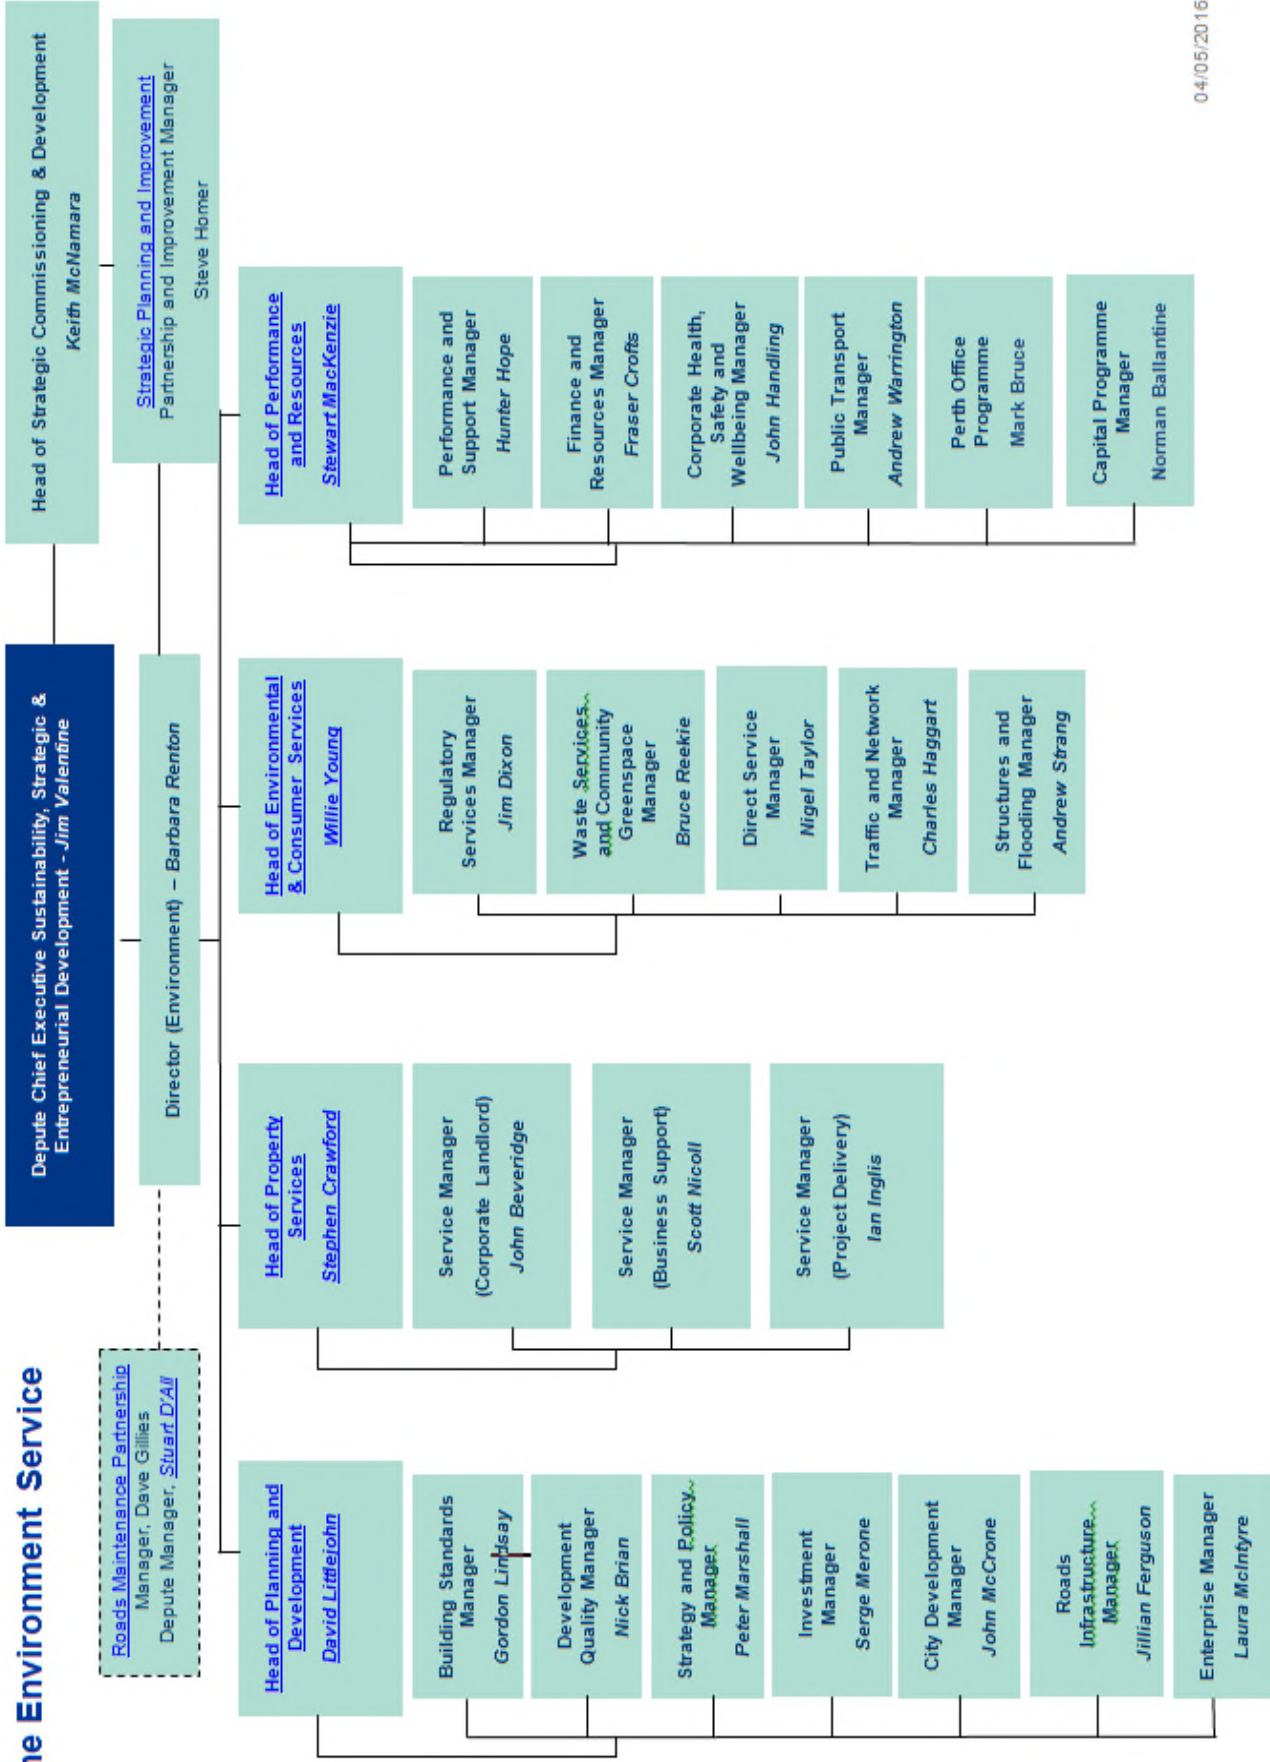 ne Environment Service
Depute Chief Executive Sustainability, Strategic &
Entrepreneurial Development - Jim Valentine
Head of Strategic Commissioning & Development
Keith McNamara
Roads Maintenance Partnership
Manager, Dave Gillies
Depute Manager, Stuart D'All
Director (Environment) – Barbara Renton
Strategic Planning and Improvement
Partnership and Improvement Manager
Steve Homer
Head of Planning and
Development
David Littlejohn
Building Standards
Manager
Gordon Lindsay
Development
Quality Manager
Nick Brian
Strategy and Policy
Manager
Peter Marshall
Investment
Manager
Serge Merone
City Development
Manager
John McCrone
Roads
Infrastructure
Manager
Jillian Ferguson
Enterprise Manager
Laura McIntyre
Head of Property
Services
Stephen Crawford
Service Manager
(Corporate Landlord)
John Beveridge
Service Manager
(Business Support)
Scott Nicoll
Service Manager
(Project Delivery)
Ian Inglis
Head of Environmental
& Consumer Services
Willie Young
Regulatory
Services Manager
Jim Dixon
Waste Services
and Community
Greenspace
Manager
Bruce Reekie
Direct Service
Manager
Nigel Taylor
Traffic and Network
Manager
Charles Haggart
Structures and
Flooding Manager
Andrew Strang
Head of Performance
and Resources
Stewart MacKenzie
Performance and
Support Manager
Hunter Hope
Finance and
Resources Manager
Fraser Crofts
Corporate Health,
Safety and
Wellbeing Manager
John Handling
Public Transport
Manager
Andrew Warrington
Perth Office
Programme
Mark Bruce
Capital Programme
Manager
Norman Ballantine
04/05/2016